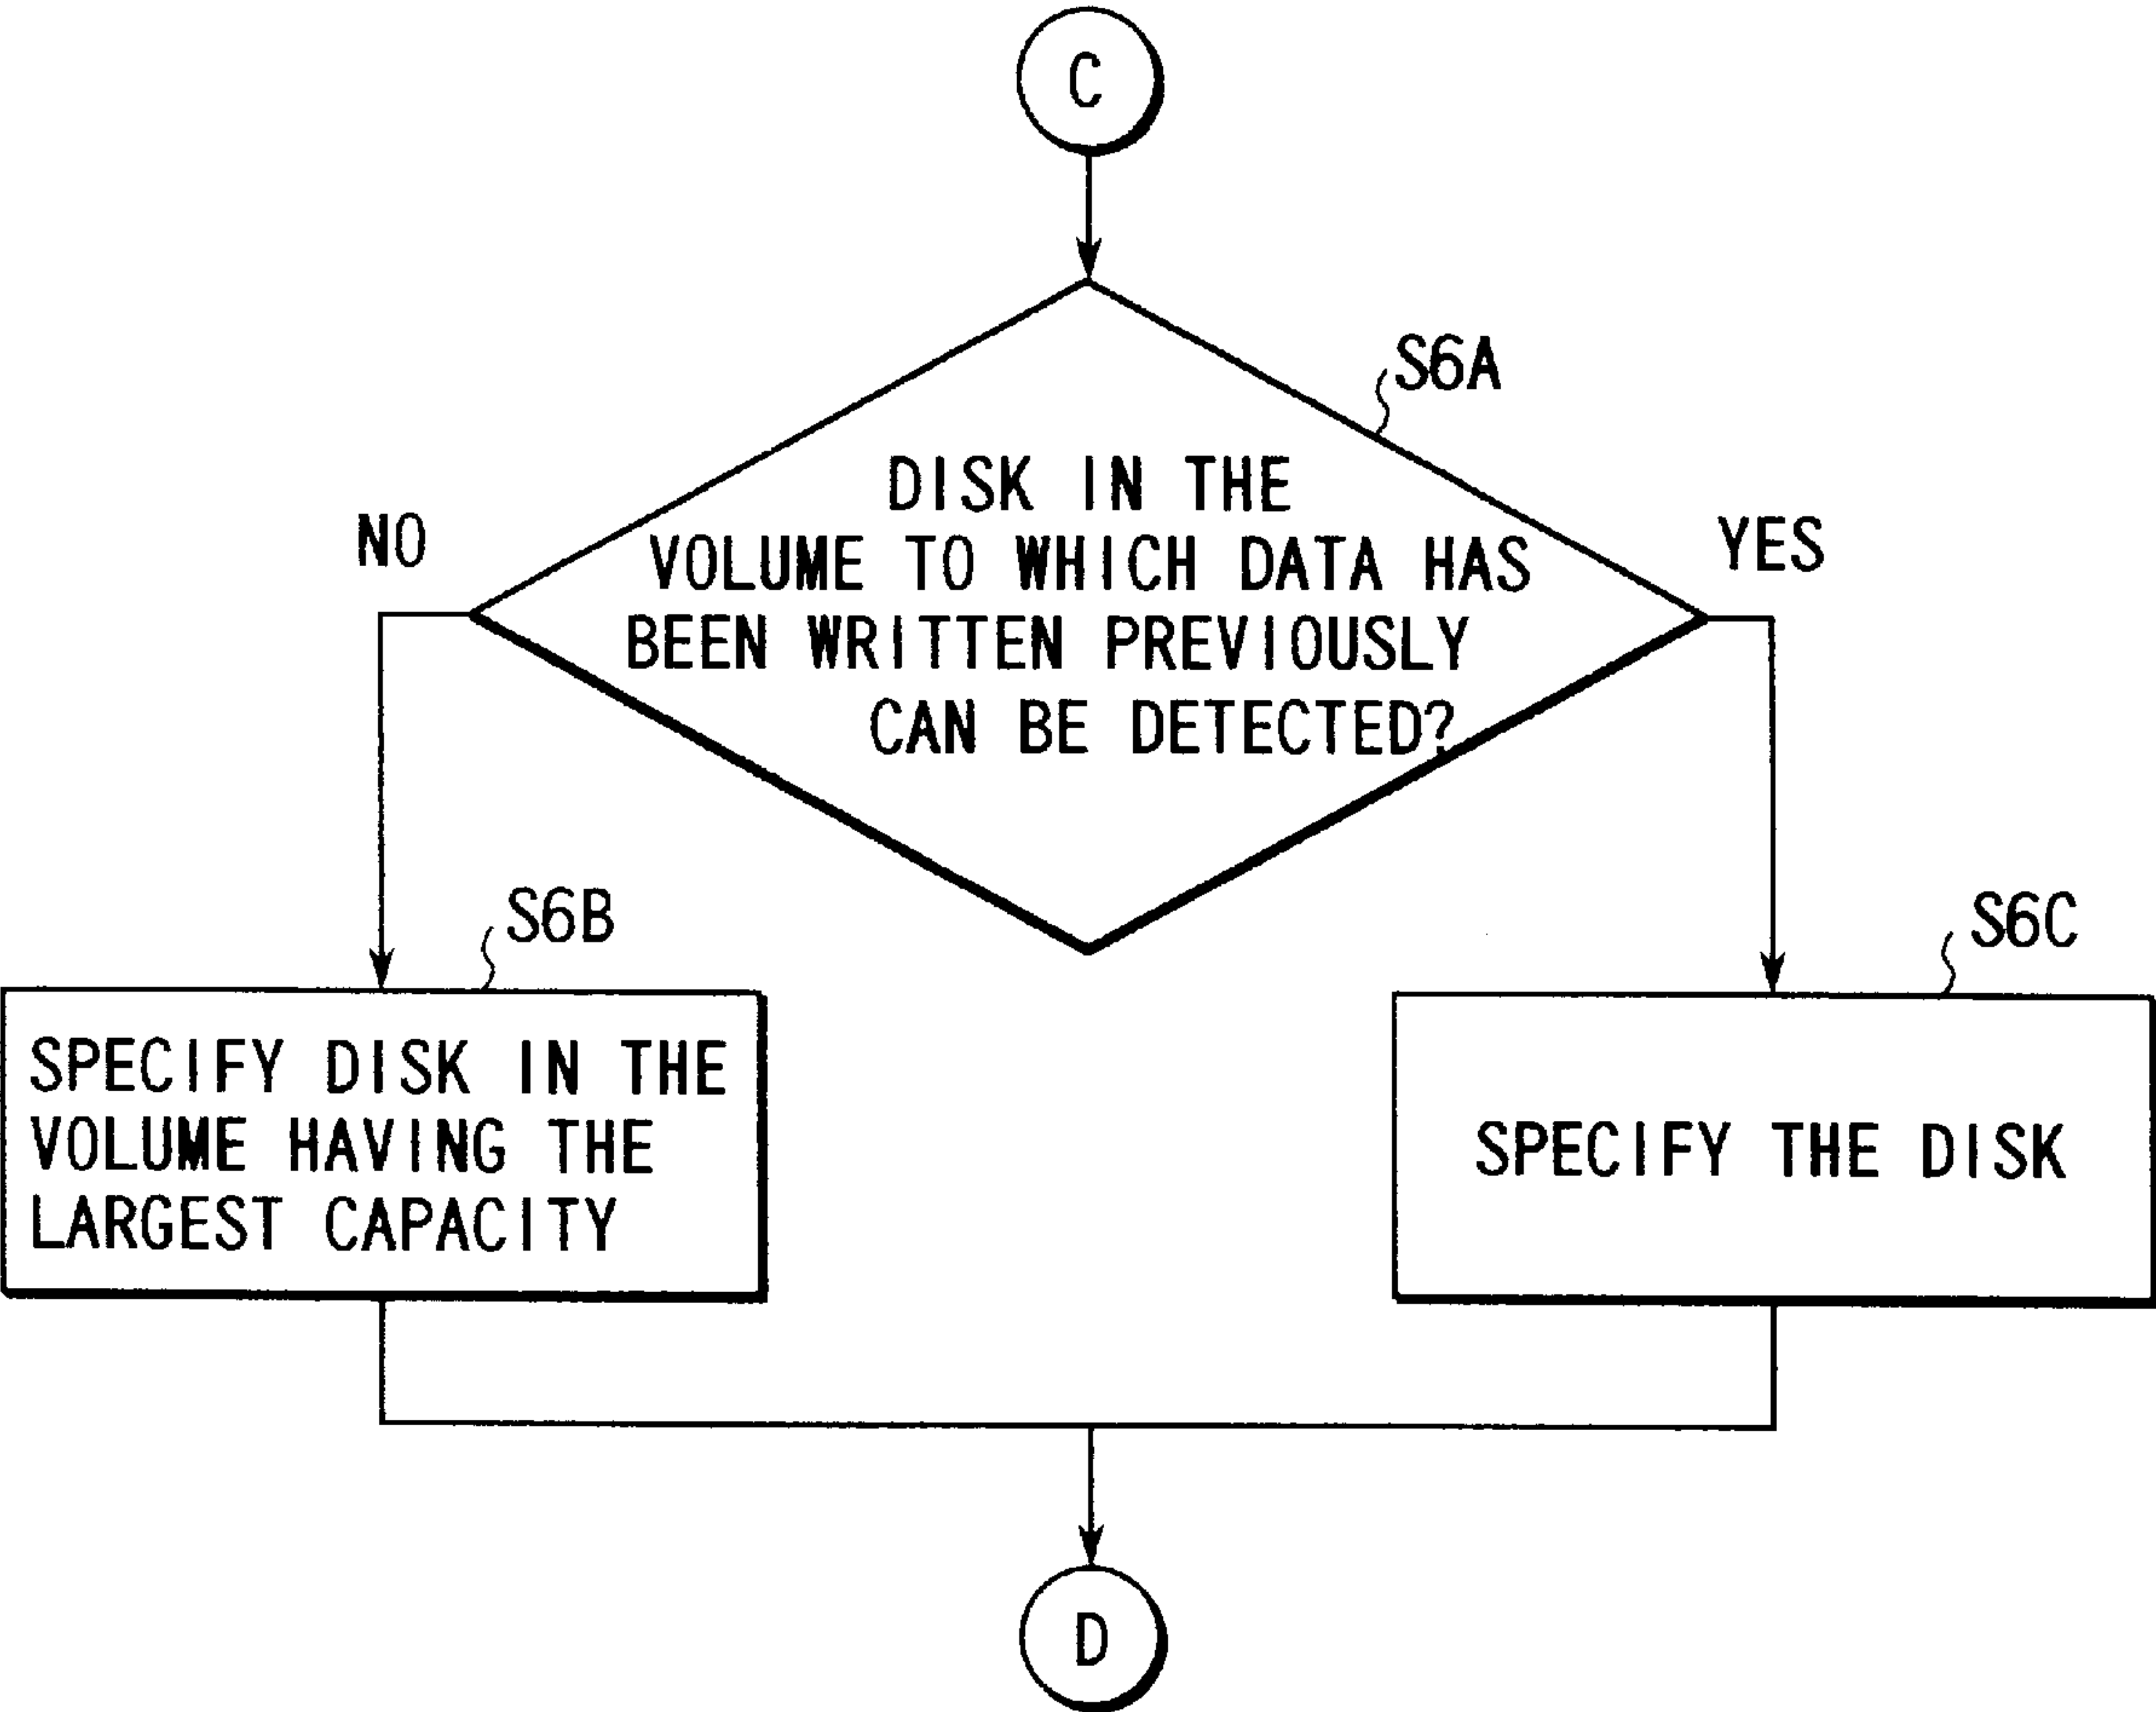 C
S6A
DISK IN THE
VOLUME TO WHICH DATA HAS
BEEN WRITTEN PREVIOUSLY
CAN BE DETECTED?
NO
YES
S6B
SPECIFY DISK IN THE
VOLUME HAVING THE
LARGEST CAPACITY
S6C
SPECIFY THE DISK
D